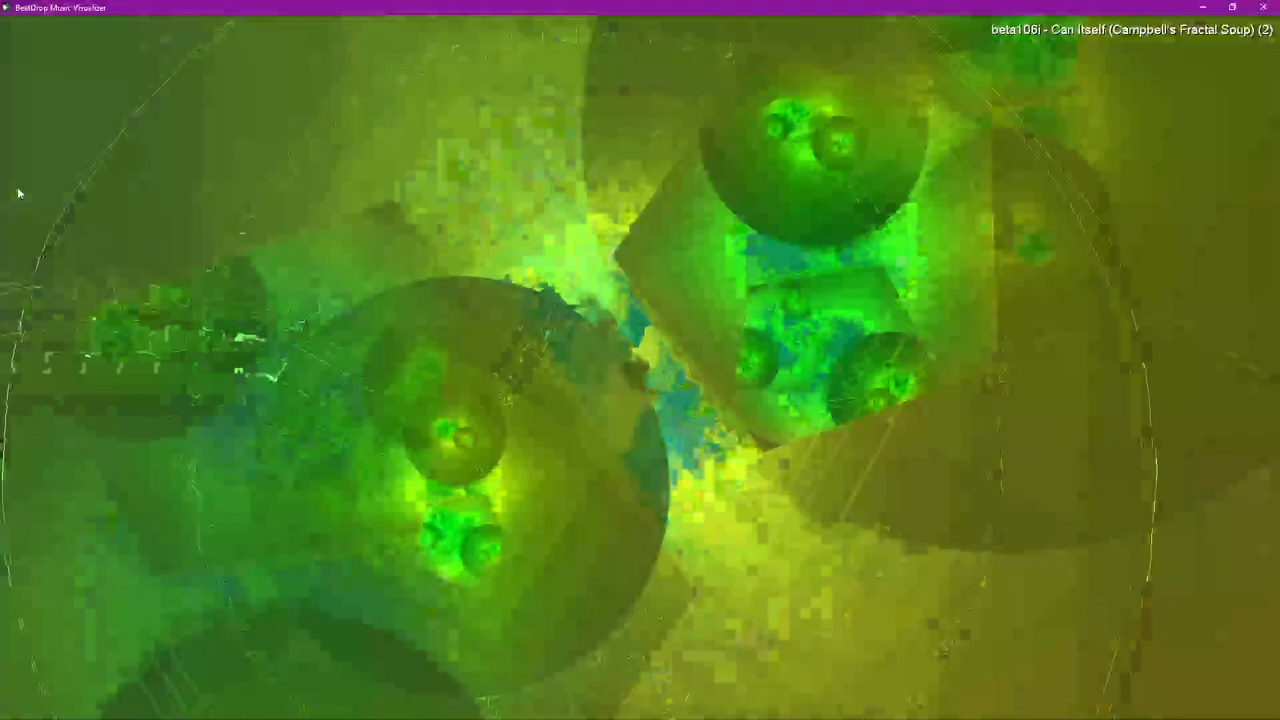 BeatDrop Music Visualizer
beta106i - Can Itself (Campbell's Fractal Soup) (2)